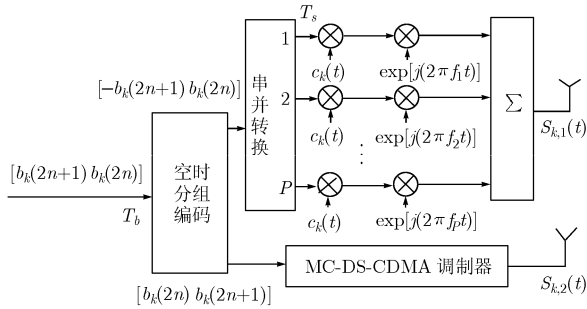 T_s
1
c_k(t)
exp[j(2πf_1t)]
[-b_k(2n+1) b_k(2n)]
串并转换
2
c_k(t)
exp[j(2πf_2t)]
Σ
S_{k,1}(t)
[b_k(2n+1) b_k(2n)]
T_b
空时
分组
编码
⋮
P
c_k(t)
exp[j(2πf_Pt)]
[b_k(2n) b_k(2n+1)]
MC-DS-CDMA 调制器
S_{k,2}(t)